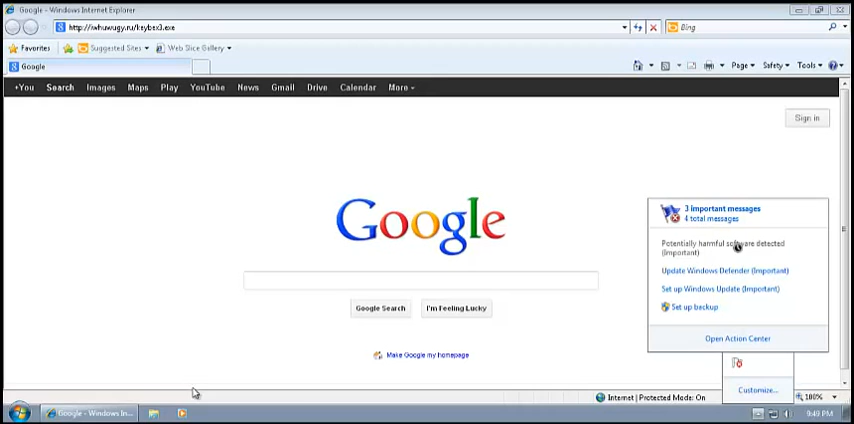 Google - Windows Internet Explorer
http://iwhuwugy.ru/keybex3.exe
Bing
Favorites
Suggested Sites
Web Slice Gallery
Google
Page
Safety
Tools
+You Search Images Maps Play YouTube News Gmail Drive Calendar More
Sign in
Google
Google Search
I'm Feeling Lucky
Make Google my homepage
3 important messages
4 total messages
Potentially harmful software detected
(Important)
Update Windows Defender (Important)
Set up Windows Update (Important)
Set up backup
Open Action Center
Customize...
Internet | Protected Mode: On
100%
Google - Windows In...
9:49 PM